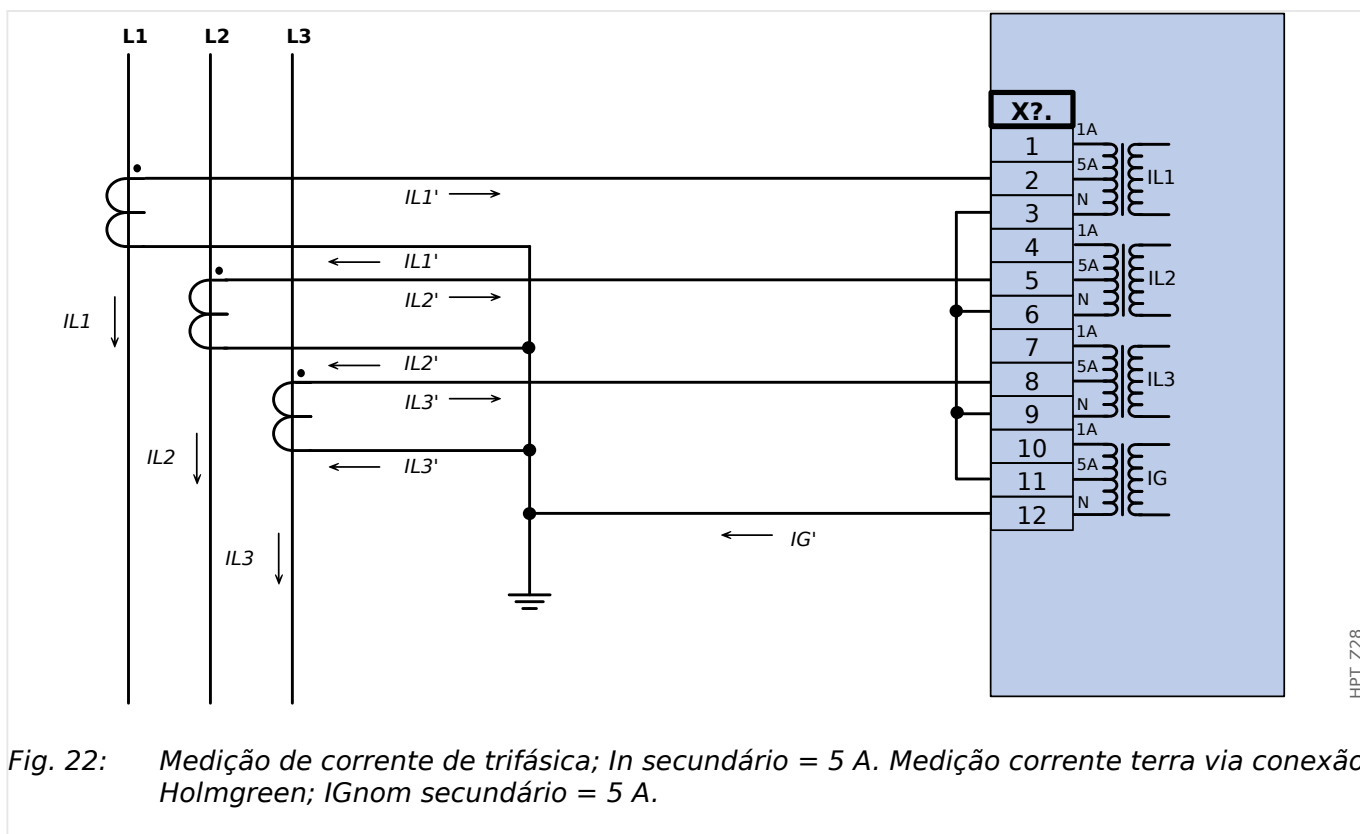 L1 L2 L3
X?.
1
2
3
4
5
6
7
8
9
10
11
12
1A
5A
N
IL1
1A
5A
N
IL2
1A
5A
N
IL3
1A
5A
N
IG
IL1'
IL1'
IL2'
IL2'
IL3'
IL3'
IG'
IL1
IL2
IL3
HPT_Z28
Fig. 22: Medição de corrente de trifásica; In secundário = 5 A. Medição corrente terra via conexão
Holmgreen; IGnom secundário = 5 A.